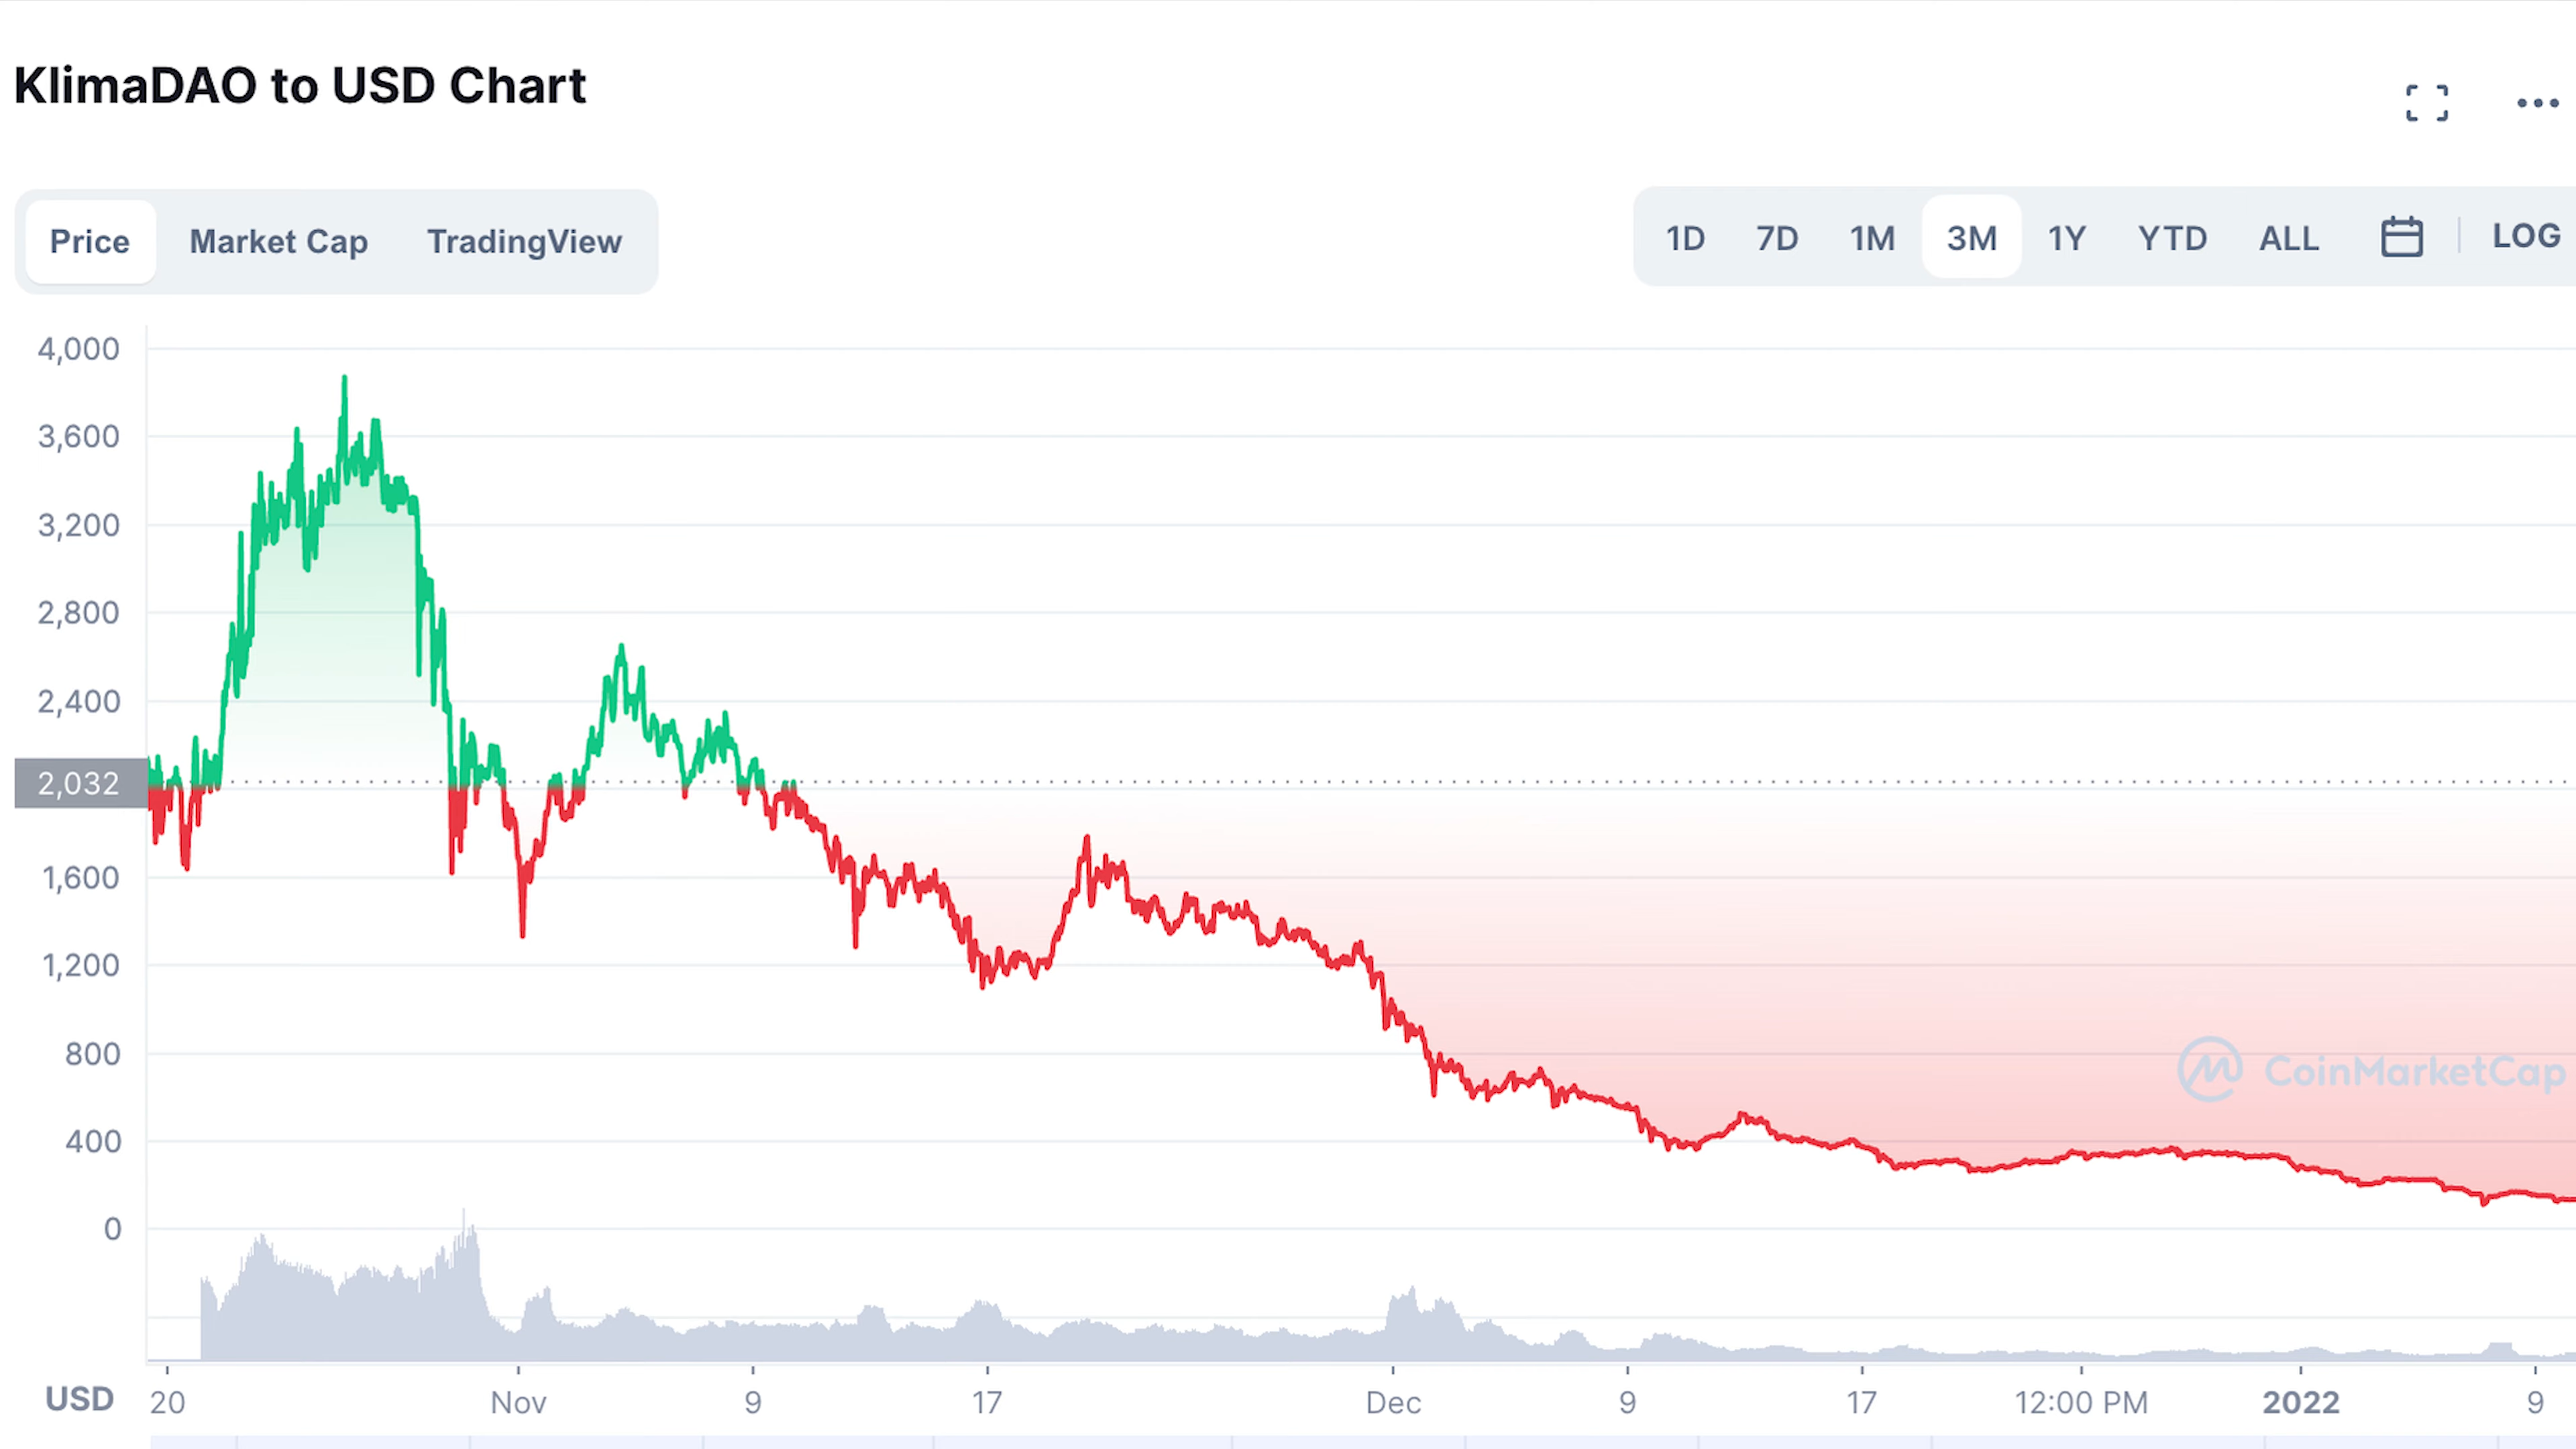 KlimaDAO to USD Chart
Price Market Cap TradingView
1D 7D 1M 3M 1Y YTD ALL LOG
4,000
3,600
3,200
2,800
2,400
2,032
1,600
1,200
800
CoinMarketCap
400
0
USD 20 Nov 9 17 Dec 9 17 12:00 PM 2022 9